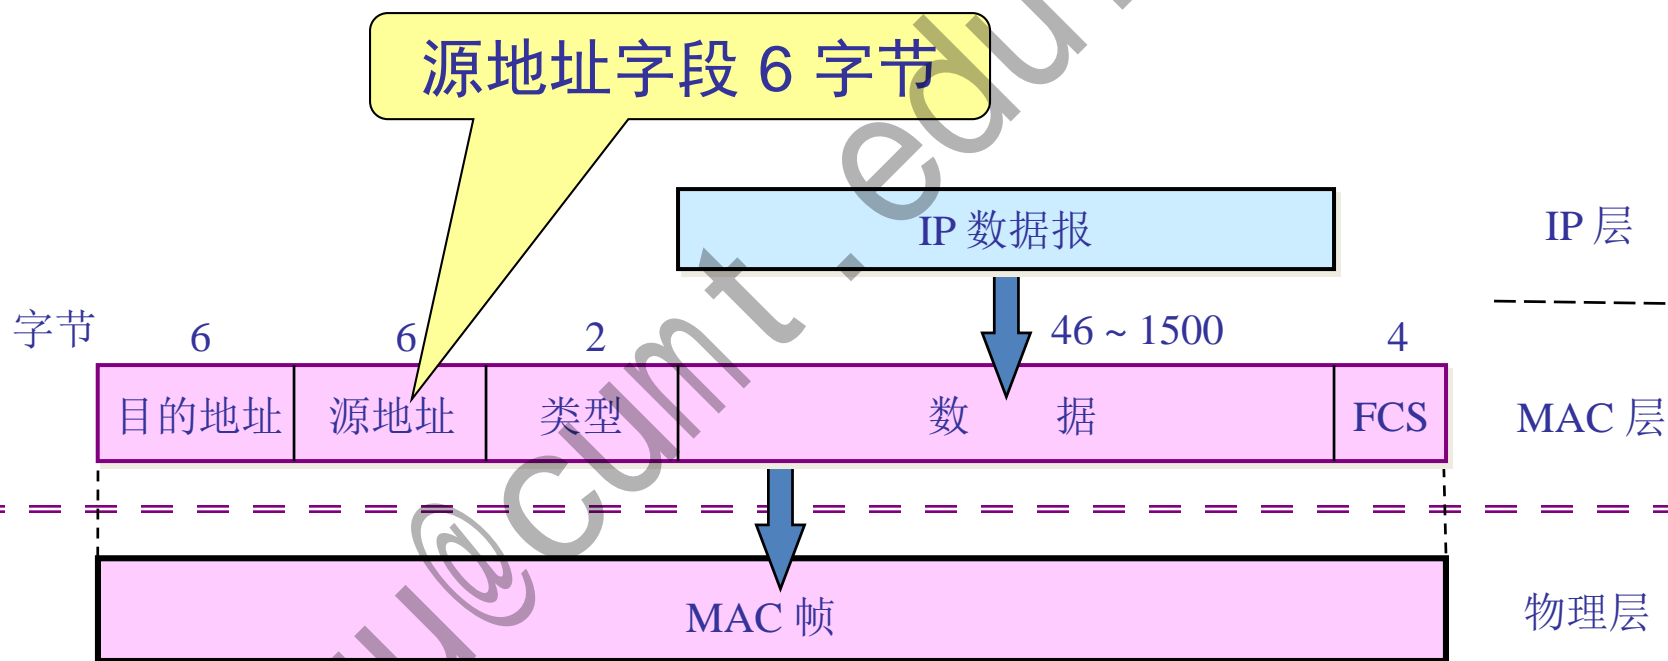 源地址字段 6 字节
IP 数据报
IP 层
字节
6
6
2
46 ~ 1500
4
目的地址
源地址
类型
数 据
FCS
MAC 层
MAC 帧
物理层
u@cumt.edu.